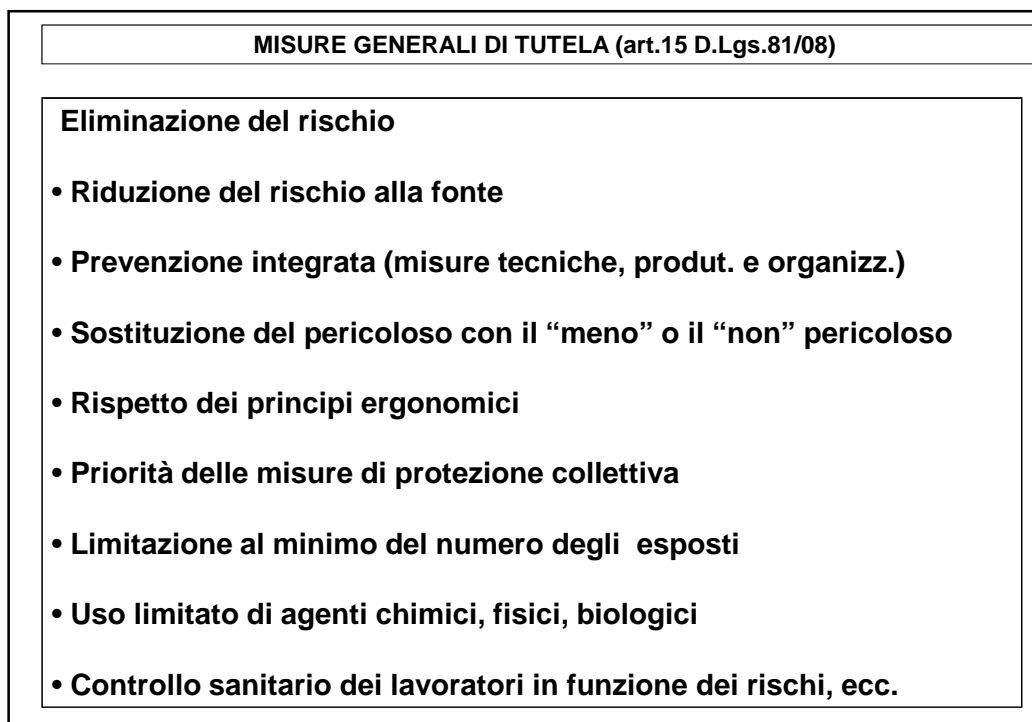 MISURE GENERALI DI TUTELA (art.15 D.Lgs.81/08)
Eliminazione del rischio
• Riduzione del rischio alla fonte
• Prevenzione integrata (misure tecniche, produt. e organizz.)
• Sostituzione del pericoloso con il “meno” o il “non” pericoloso
• Rispetto dei principi ergonomici
• Priorità delle misure di protezione collettiva
• Limitazione al minimo del numero degli  esposti
• Uso limitato di agenti chimici, fisici, biologici
• Controllo sanitario dei lavoratori in funzione dei rischi, ecc.